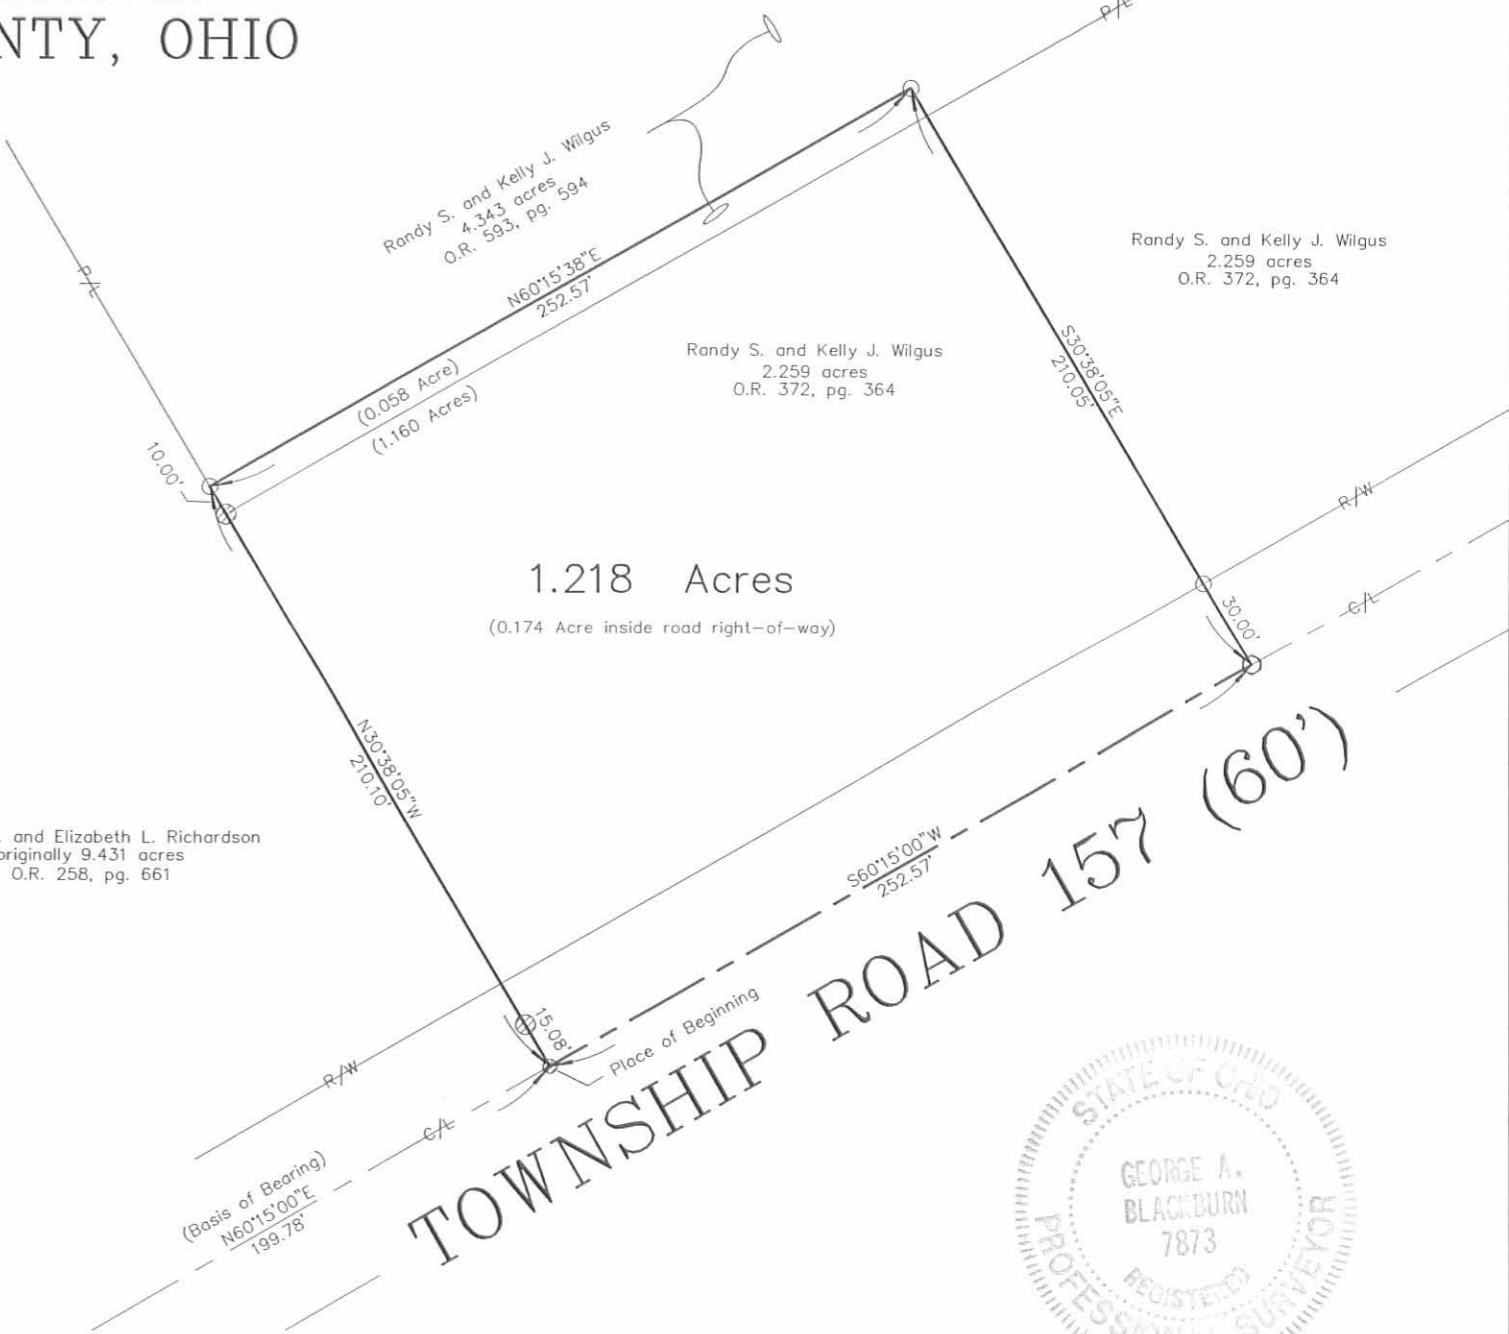 NTY, OHIO
P/L
Randy S. and Kelly J. Wilgus
4.343 acres
O.R. 593, pg. 594
P/L
N60°15'38"E
252.57'
Randy S. and Kelly J. Wilgus
2.259 acres
O.R. 372, pg. 364
Randy S. and Kelly J. Wilgus
2.259 acres
O.R. 372, pg. 364
S30°38'05"E
210.05'
(0.058 Acre)
(1.160 Acres)
10.00'
R/W
1.218 Acres
(0.174 Acre inside road right-of-way)
30.00'
C/L
N30°38'05"W
210.10'
. and Elizabeth L. Richardson
originally 9.431 acres
O.R. 258, pg. 661
S60°15'00"W
252.57'
TOWNSHIP ROAD 157 (60')
15.08'
Place of Beginning
R/W
C/L
(Basis of Bearing)
N60°15'00"E
199.78'
STATE OF OHIO
GEORGE A.
BLACKBURN
7873
REGISTERED
PROFESSIONAL SURVEYOR